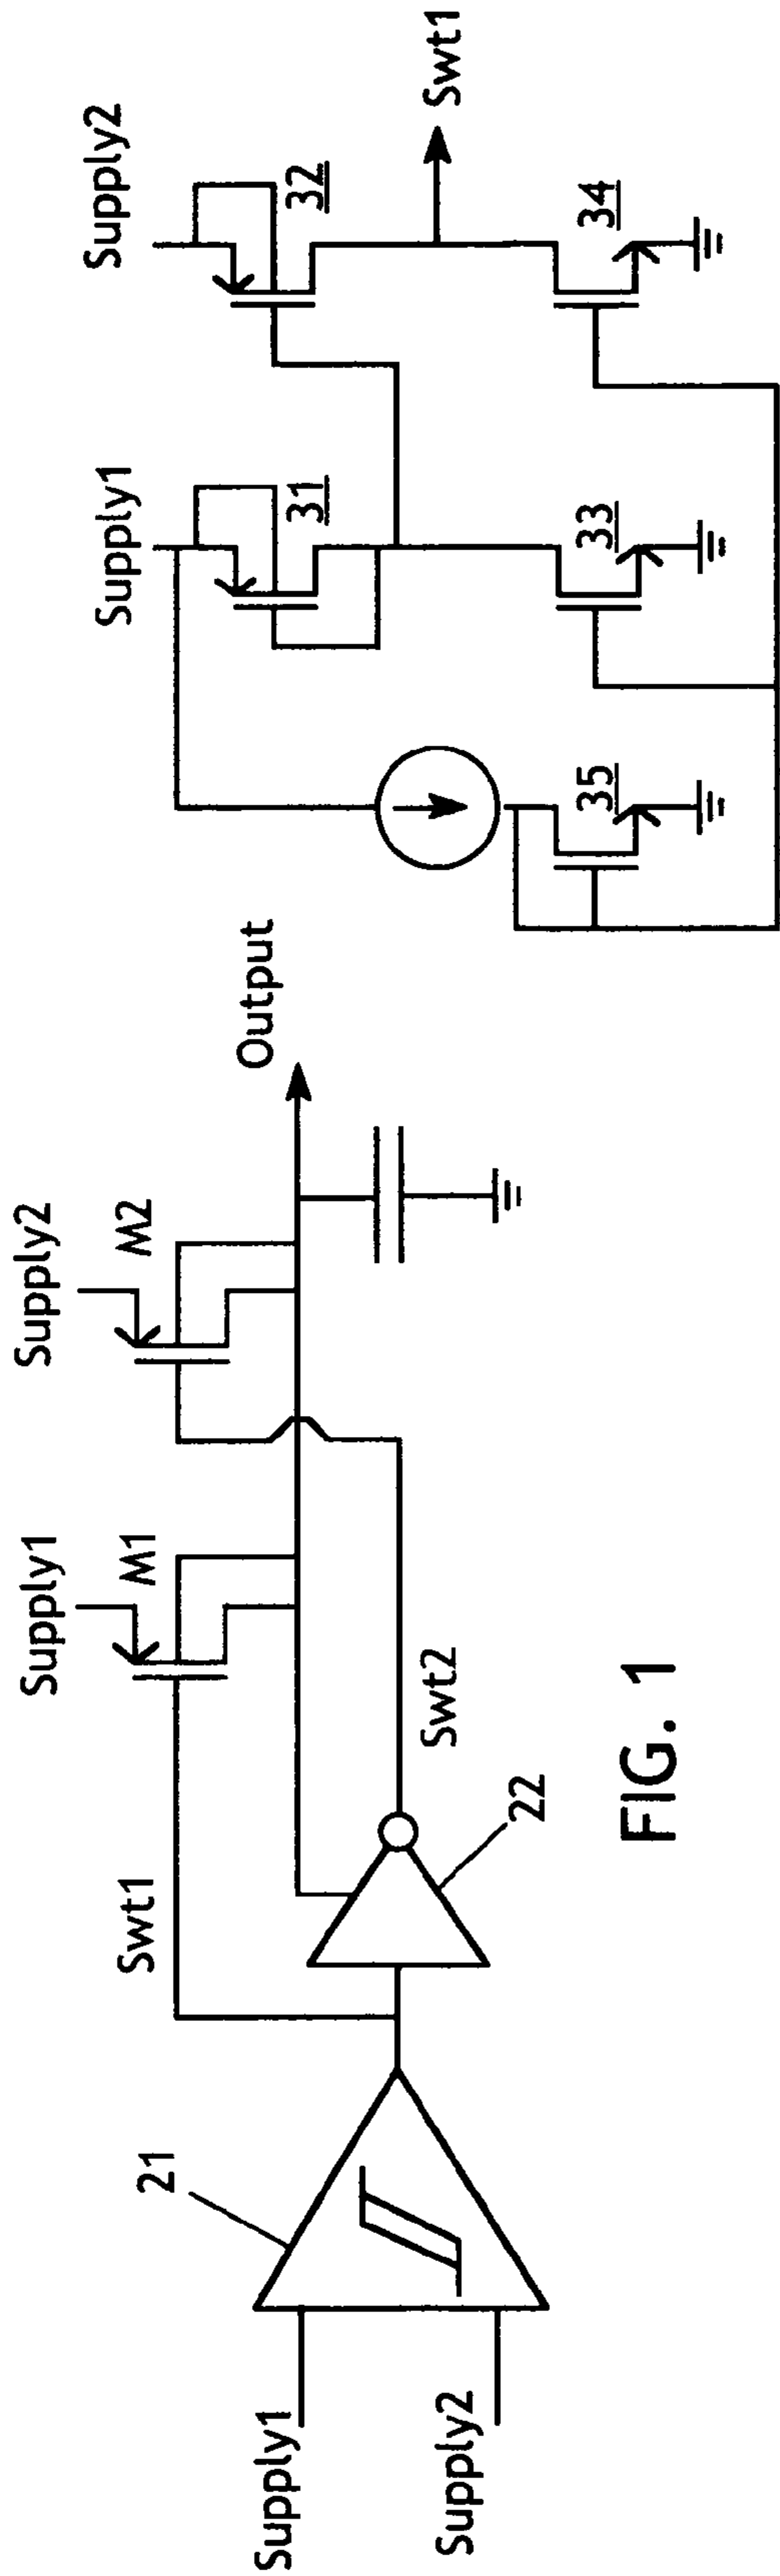 Supply1
Supply2
21
Swt1
22
Swt2
Supply1
M1
Supply2
M2
Output
Supply1
31
Supply2
32
Swt1
35
33
34
FIG. 1